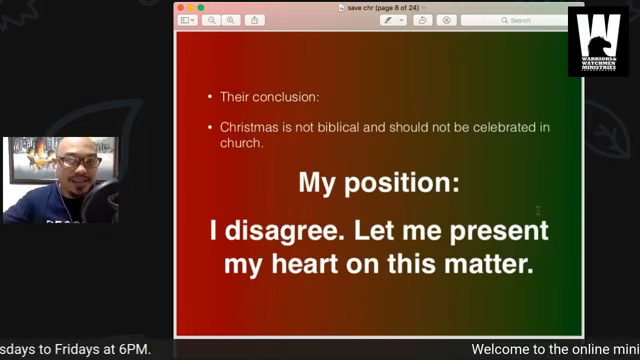 save chr (page 6 of 24)
Search
WARRIORS
& WATCHMEN
MINISTRIES
• Their conclusion:
• Christmas is not biblical and should not be celebrated in
church.
My position:
I disagree. Let me present
my heart on this matter.
sdays to Fridays at 6PM.
Welcome to the online mini